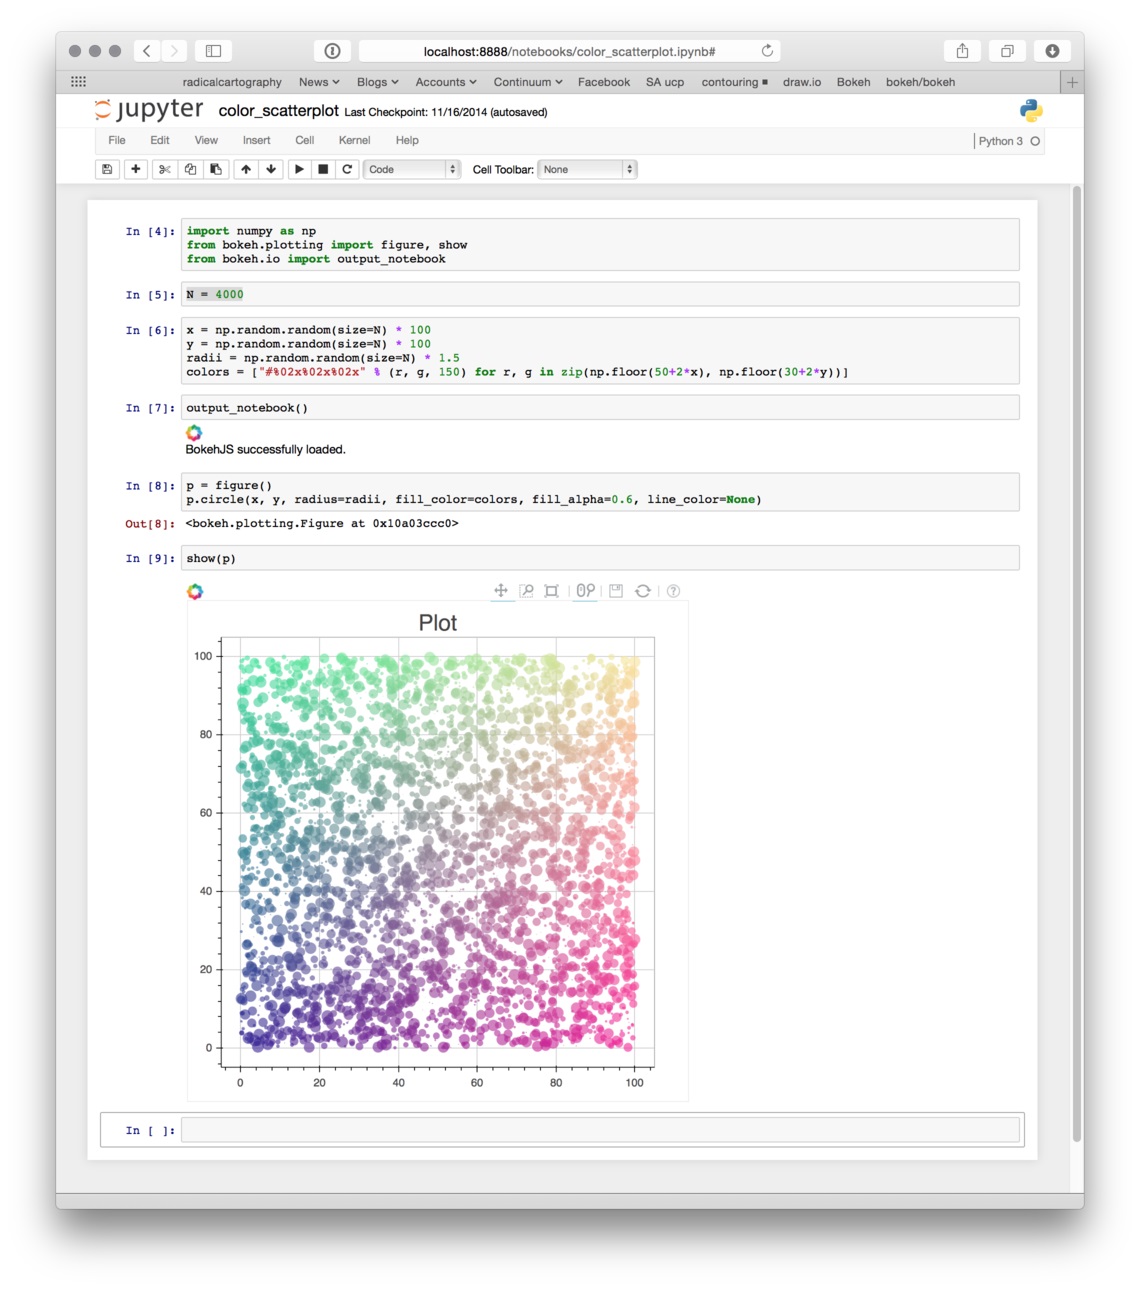 localhost:8888/notebooks/color_scatterplot.ipynb#
radicalcartography News Blogs Accounts Continuum Facebook SA ucp contouring draw.io Bokeh bokeh/bokeh
jupyter color_scatterplot Last Checkpoint: 11/16/2014 (autosaved)
File Edit View Insert Cell Kernel Help Python 3
Code Cell Toolbar: None
In [4]: import numpy as np
from bokeh.plotting import figure, show
from bokeh.io import output_notebook
In [5]: N = 4000
In [6]: x = np.random.random(size=N) * 100
y = np.random.random(size=N) * 100
radii = np.random.random(size=N) * 1.5
colors = ["#%02x%02x%02x" % (r, g, 150) for r, g in zip(np.floor(50+2*x), np.floor(30+2*y))]
In [7]: output_notebook()
BokehJS successfully loaded.
In [8]: p = figure()
p.circle(x, y, radius=radii, fill_color=colors, fill_alpha=0.6, line_color=None)
Out[8]: <bokeh.plotting.Figure at 0x10a03ccc0>
In [9]: show(p)
?
Plot
100
80
60
40
20
0
0 20 40 60 80 100
In [ ]: